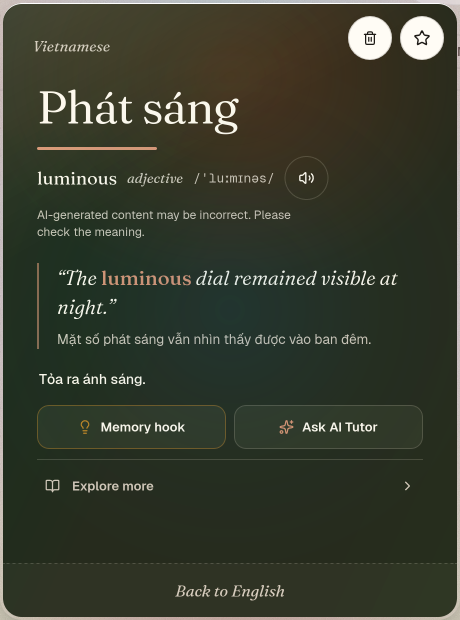 Vietnamese
Phát sáng
luminous adjective /ˈluːmɪnəs/
AI-generated content may be incorrect. Please
check the meaning.
“The luminous dial remained visible at
night.”
Mặt số phát sáng vẫn nhìn thấy được vào ban đêm.
Tỏa ra ánh sáng.
Memory hook
Ask AI Tutor
Explore more
Back to English